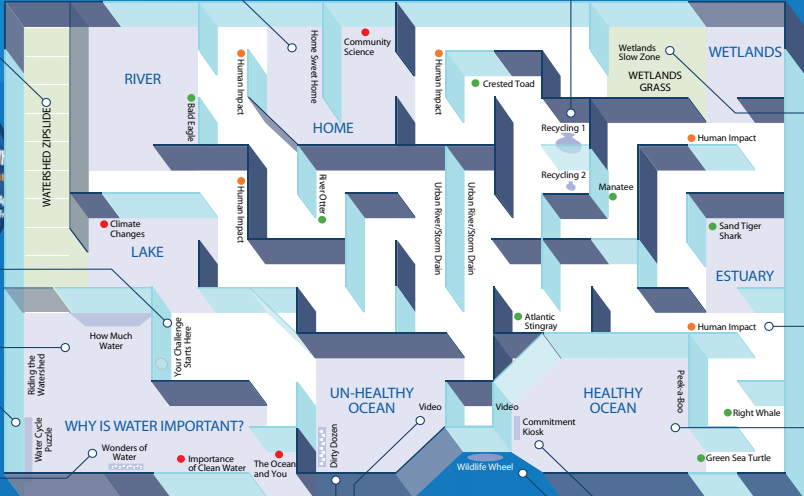 WATERSHED ZIPSLIDE
RIVER
Bald Eagle
Human Impact
Home Sweet Home
Community
Science
HOME
Human Impact
Crested Toad
Wetlands
Slow Zone
WETLANDS
GRASS
WETLANDS
Recycling 1
Human Impact
Recycling 2
Manatee
Human Impact
River Otter
Urban River/Storm Drain
Urban River/Storm Drain
Climate
Changes
LAKE
Sand Tiger
Shark
ESTUARY
How Much
Water
Your Challenge
Starts Here
Atlantic
Stingray
Human Impact
Riding the
Watershed
UN-HEALTHY
OCEAN
HEALTHY
OCEAN
Peek-a-Boo
Video
Video
Commitment
Kiosk
Right Whale
Water Cycle
Puzzle
WHY IS WATER IMPORTANT?
Wonders of
Water
Importance
of Clean Water
The Ocean
and You
Dirty Dozen
Wildlife Wheel
Green Sea Turtle